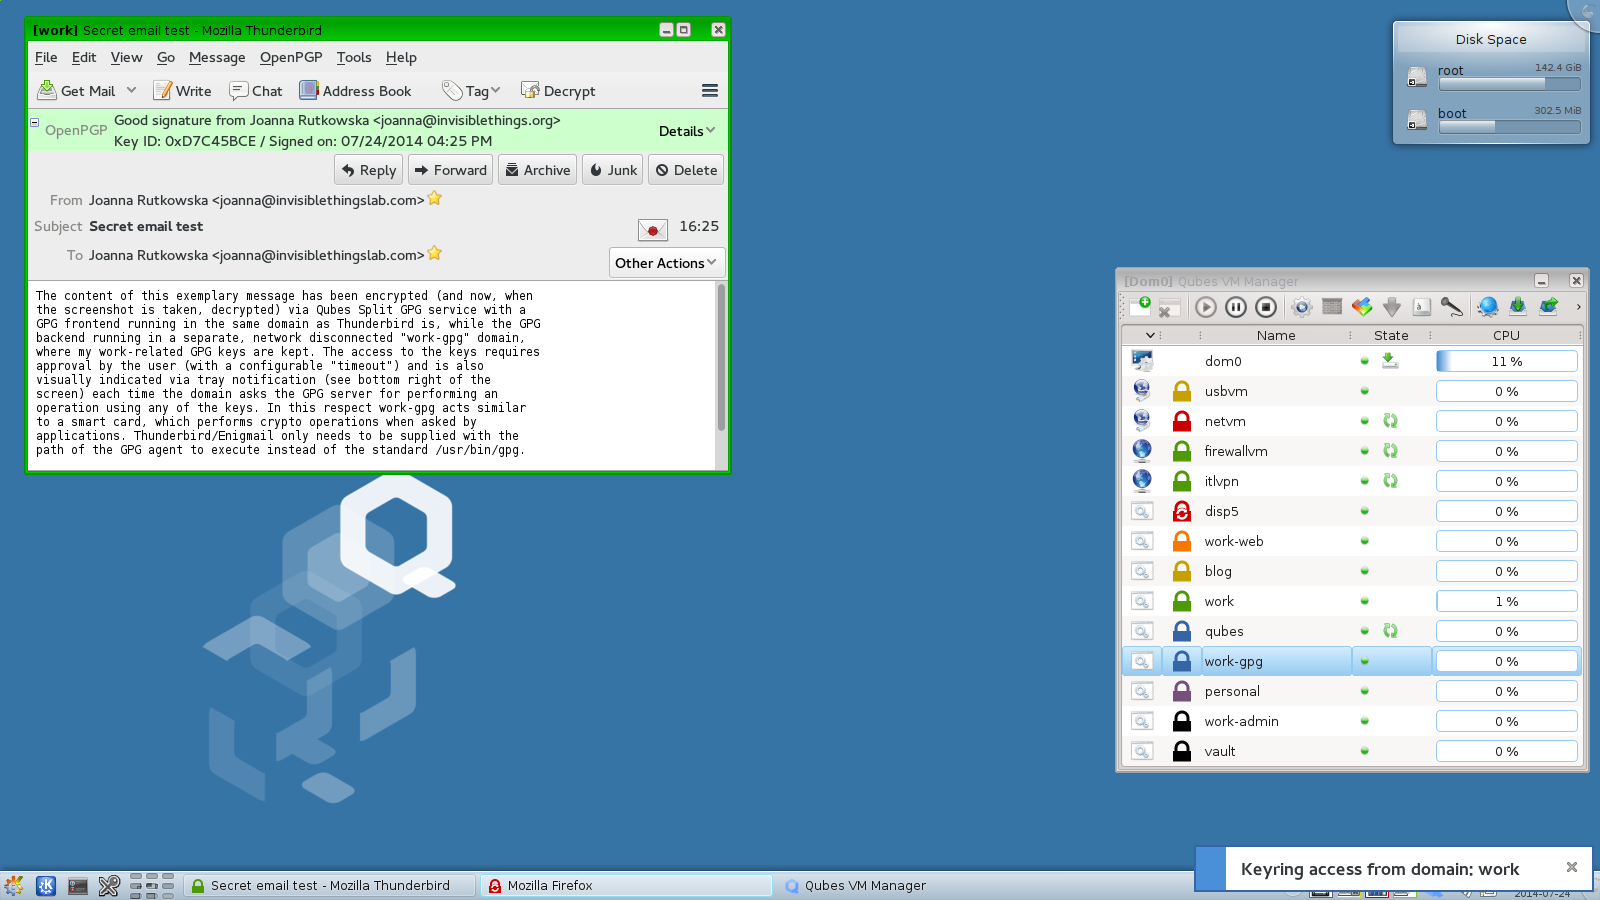 [work] Secret email test - Mozilla Thunderbird
File Edit View Go Message OpenPGP Tools Help
Get Mail Write Chat Address Book Tag Decrypt
OpenPGP
Good signature from Joanna Rutkowska <joanna@invisiblethings.org>
Key ID: 0xD7C45BCE / Signed on: 07/24/2014 04:25 PM
Details
Reply Forward Archive Junk Delete
From Joanna Rutkowska <joanna@invisiblethingslab.com>
Subject Secret email test
16:25
To Joanna Rutkowska <joanna@invisiblethingslab.com>
Other Actions
The content of this exemplary message has been encrypted (and now, when
the screenshot is taken, decrypted) via Qubes Split GPG service with a
GPG frontend running in the same domain as Thunderbird is, while the GPG
backend running in a separate, network disconnected "work-gpg" domain,
where my work-related GPG keys are kept. The access to the keys requires
approval by the user (with a configurable "timeout") and is also
visually indicated via tray notification (see bottom right of the
screen) each time the domain asks the GPG server for performing an
operation using any of the keys. In this respect work-gpg acts similar
to a smart card, which performs crypto operations when asked by
applications. Thunderbird/Enigmail only needs to be supplied with the
path of the GPG agent to execute instead of the standard /usr/bin/gpg.
Disk Space
root 142.4 GiB
boot 302.5 MiB
[Dom0] Qubes VM Manager
Name State CPU
dom0 11 %
usbvm 0 %
netvm 0 %
firewallvm 0 %
itlvpn 0 %
disp5 0 %
work-web 0 %
blog 0 %
work 1 %
qubes 0 %
work-gpg 0 %
personal 0 %
work-admin 0 %
vault 0 %
Keyring access from domain: work
Secret email test - Mozilla Thunderbird
Mozilla Firefox
Qubes VM Manager
2014-07-24